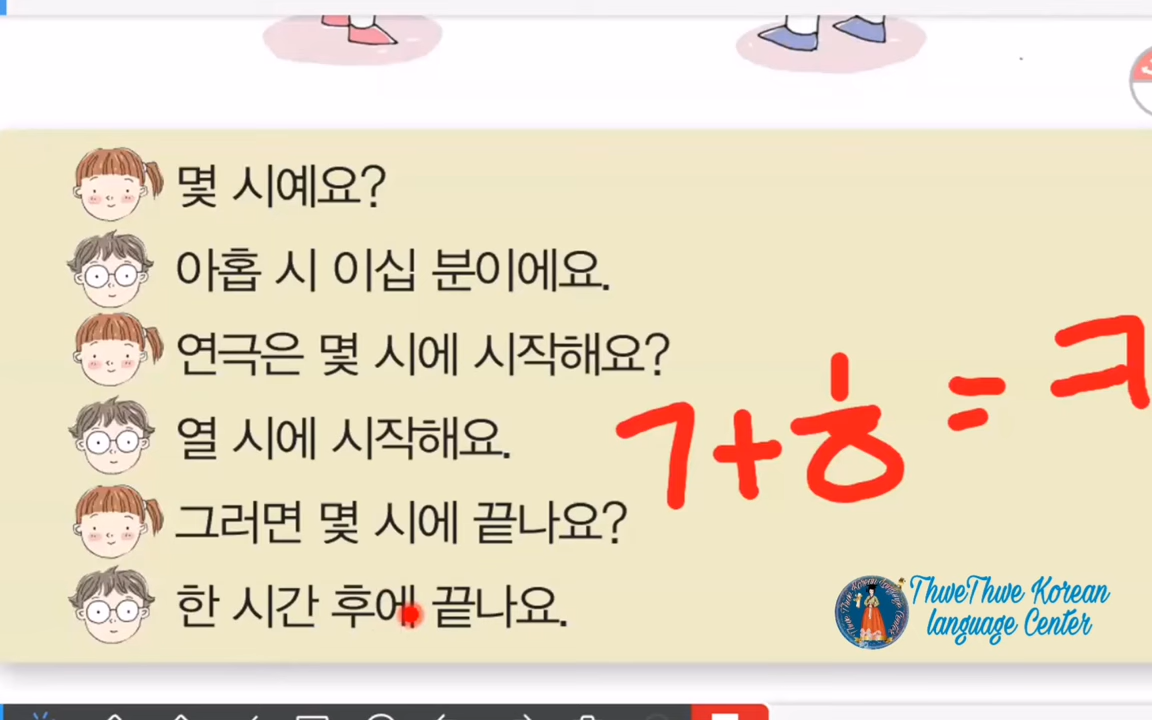 몇 시예요?
아홉 시 이십 분이에요.
연극은 몇 시에 시작해요?
열 시에 시작해요.
ㄱ+ㅎ=ㅋ
그러면 몇 시에 끝나요?
한 시간 후에 끝나요.
ThweThwe Korean
language Center